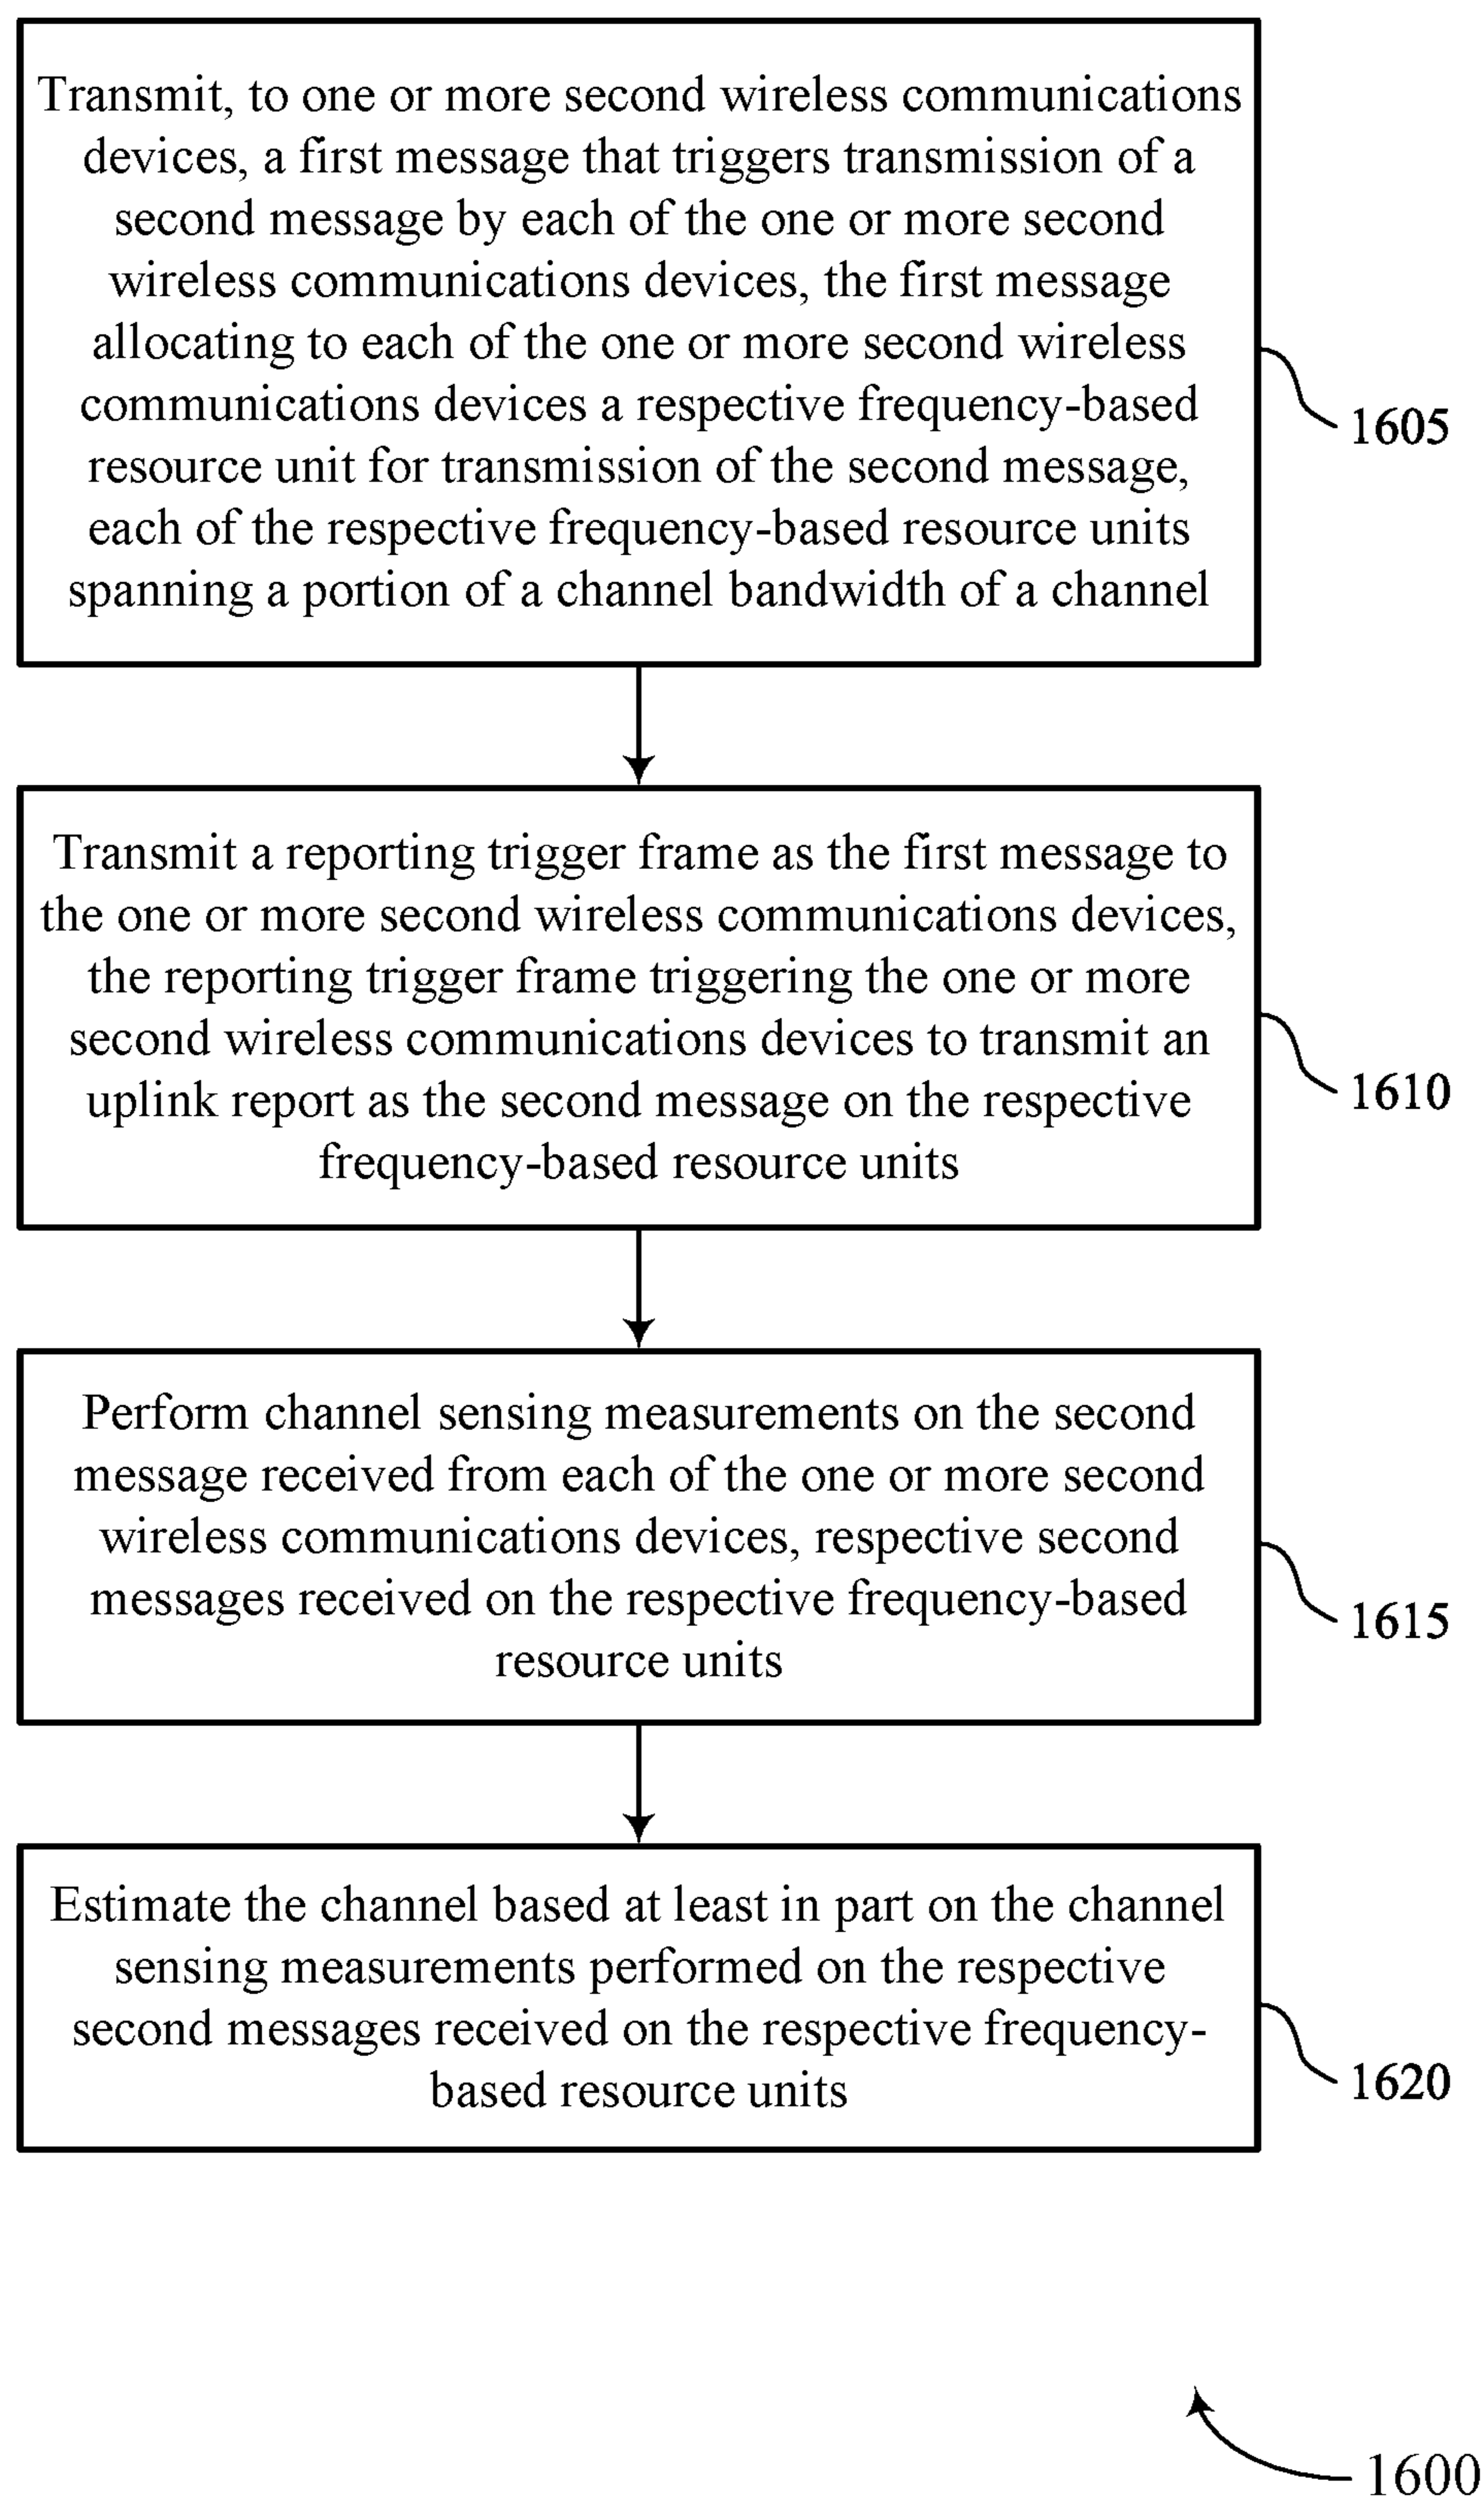 Transmit, to one or more second wireless communications
devices, a first message that triggers transmission of a
second message by each of the one or more second
wireless communications devices, the first message
allocating to each of the one or more second wireless
communications devices a respective frequency-based
resource unit for transmission of the second message,
each of the respective frequency-based resource units
spanning a portion of a channel bandwidth of a channel
1605
Transmit a reporting trigger frame as the first message to
the one or more second wireless communications devices,
the reporting trigger frame triggering the one or more
second wireless communications devices to transmit an
uplink report as the second message on the respective
frequency-based resource units
1610
Perform channel sensing measurements on the second
message received from each of the one or more second
wireless communications devices, respective second
messages received on the respective frequency-based
resource units
1615
Estimate the channel based at least in part on the channel
sensing measurements performed on the respective
second messages received on the respective frequency-
based resource units
1620
1600